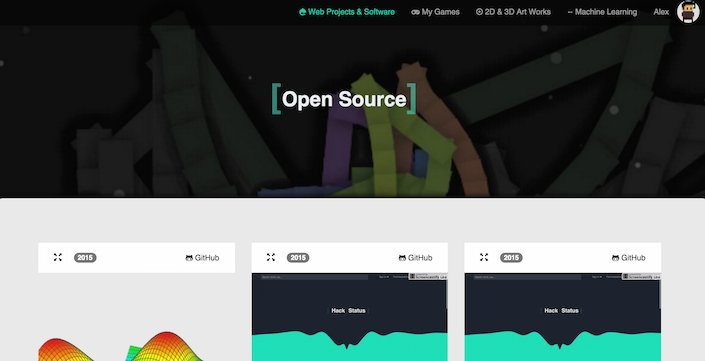 Web Projects & Software My Games 2D & 3D Art Works Machine Learning Alex
[Open Source]
2015 GitHub 2015 GitHub 2015 GitHub
Hack Status Hack Status